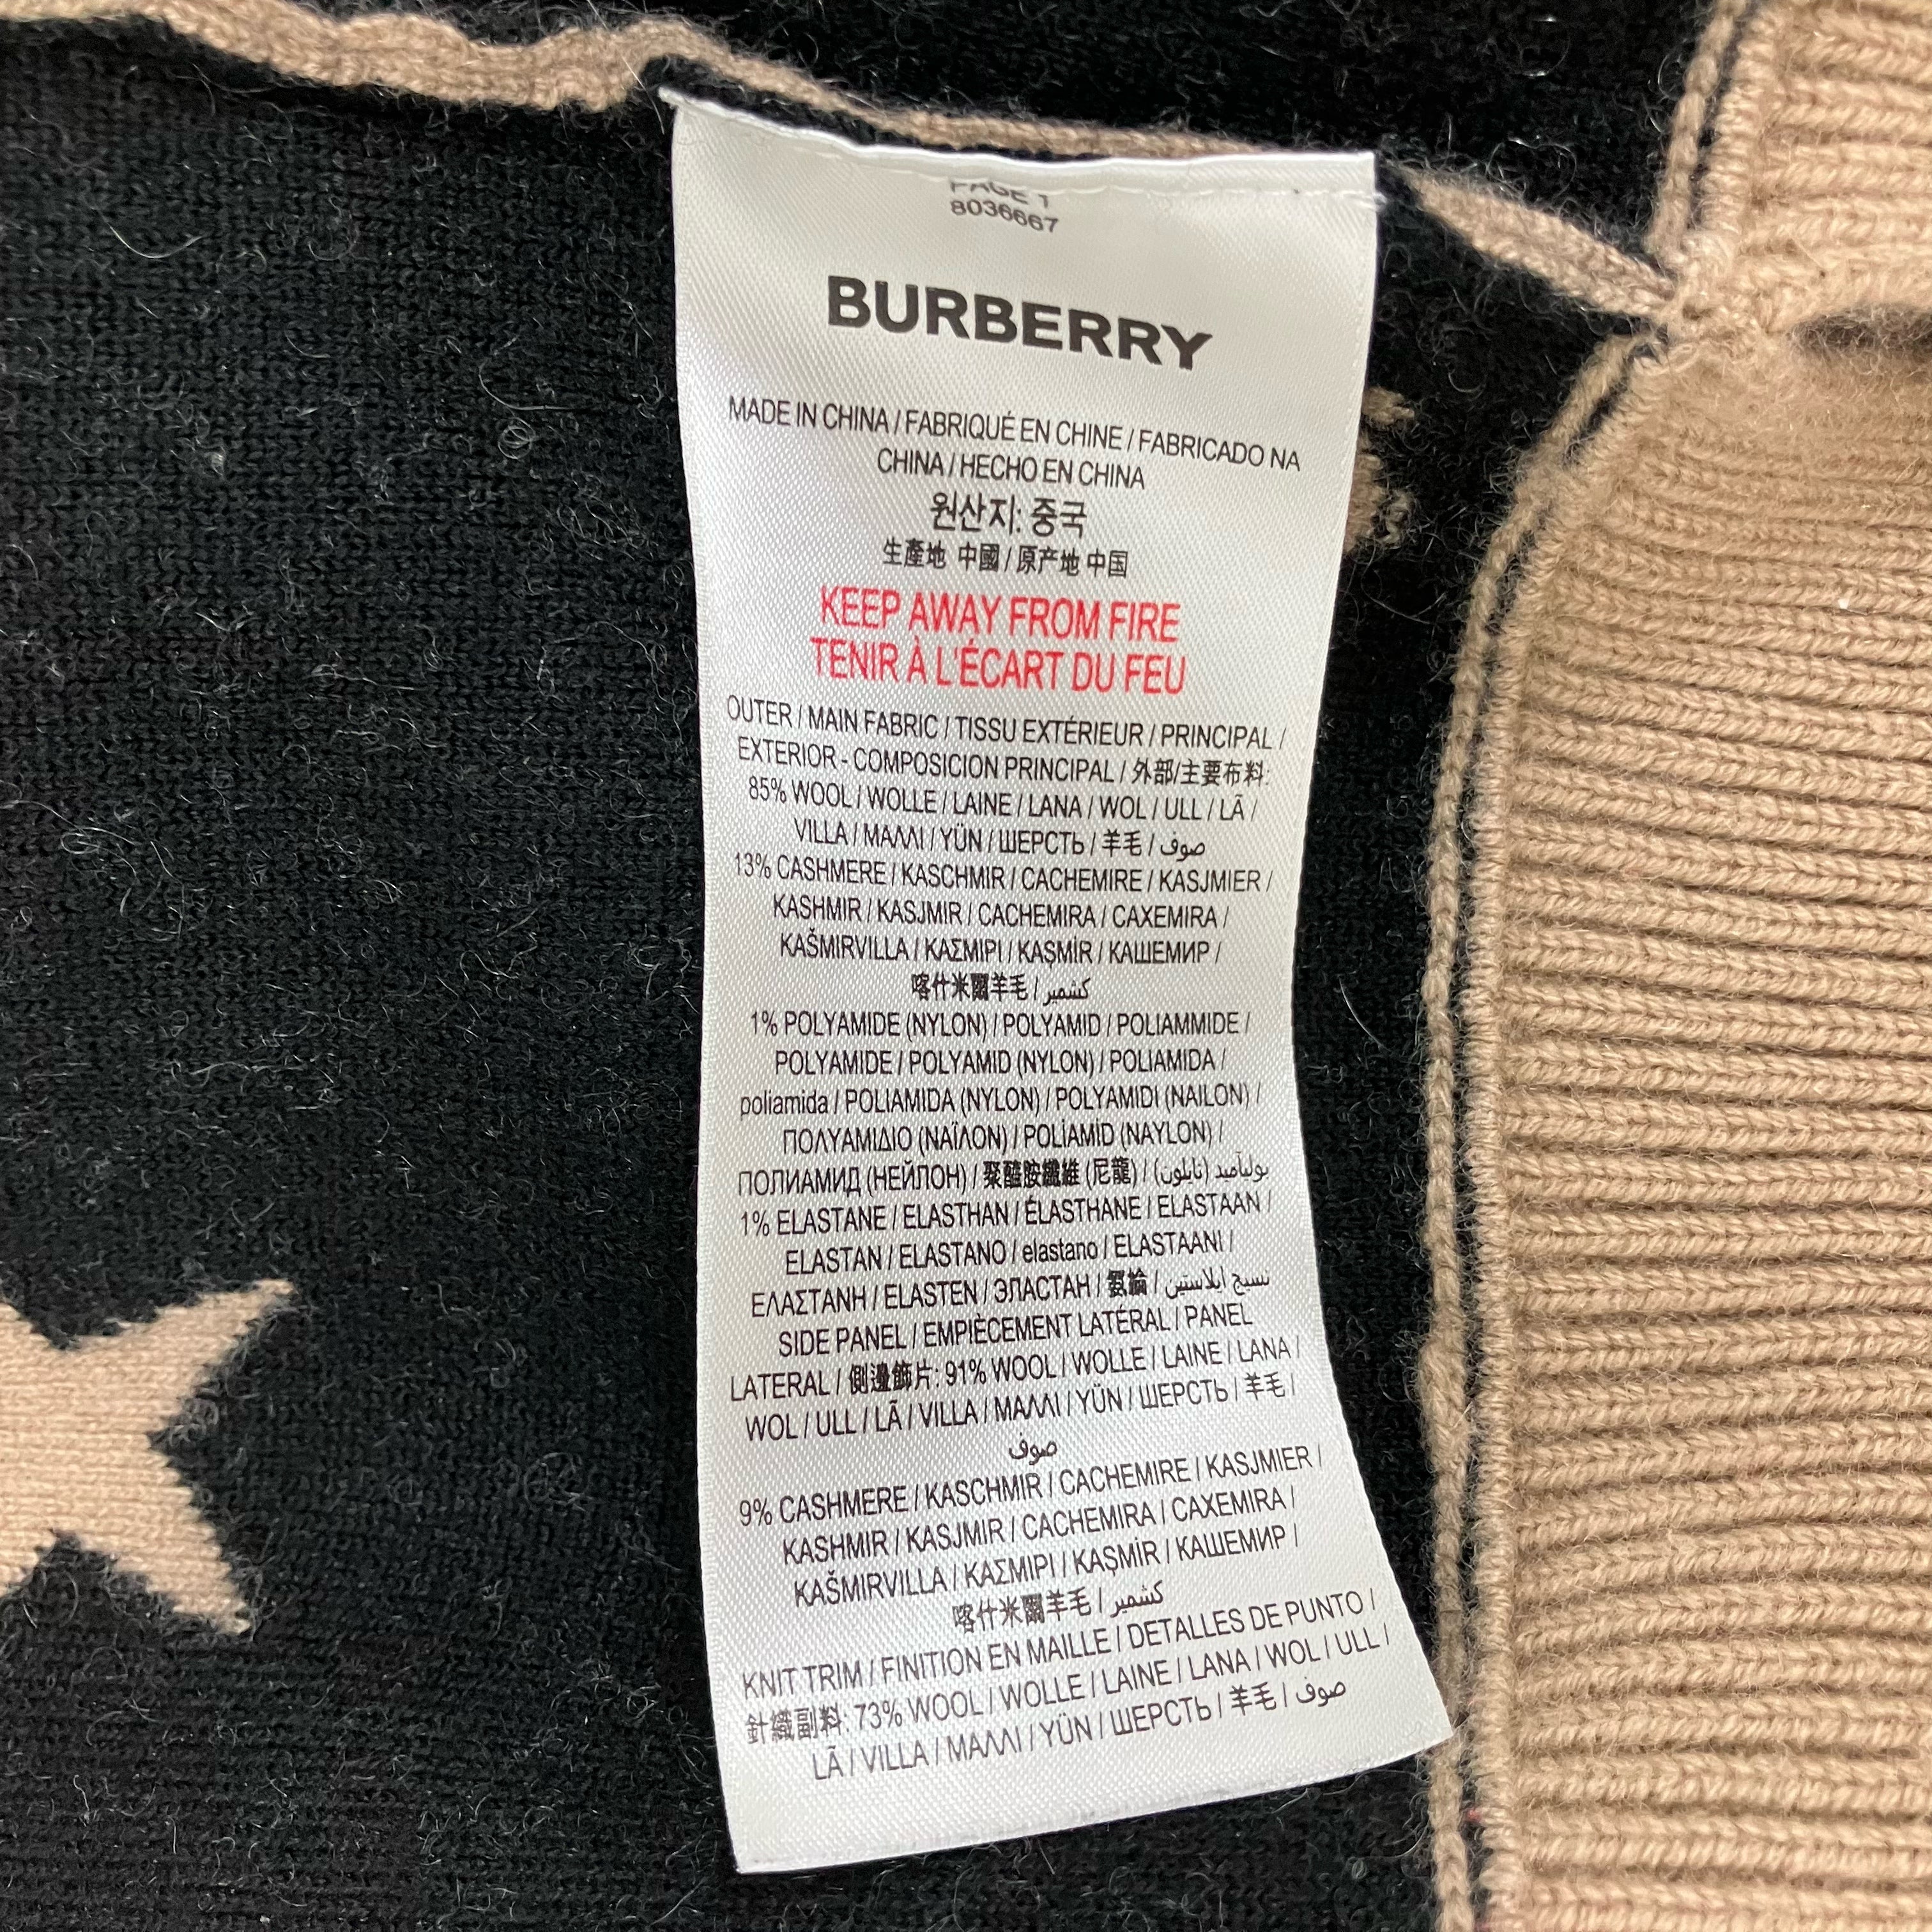 PAGE 1
8036667
BURBERRY
MADE IN CHINA / FABRIQUÉ EN CHINE / FABRICADO NA
CHINA / HECHO EN CHINA
원산지: 중국
生產地 中國 / 原产地 中国
KEEP AWAY FROM FIRE
TENIR À L'ÉCART DU FEU
OUTER / MAIN FABRIC / TISSU EXTÉRIEUR / PRINCIPAL /
EXTERIOR - COMPOSICION PRINCIPAL / 外部/主要布料:
85% WOOL / WOLLE / LAINE / LANA / WOL / ULL / LÃ /
VILLA / ΜΑΛΛΙ / YÜN / ШЕРСТЬ / 羊毛 / صوف
13% CASHMERE / KASCHMIR / CACHEMIRE / KASJMIER /
KASHMIR / KASJMIR / CACHEMIRA / CAXEMIRA /
KAŠMIRVILLA / ΚΑΣΜΙΡΙ / KAŞMİR / КАШЕМИР /
喀什米爾羊毛 / كشمير
1% POLYAMIDE (NYLON) / POLYAMID / POLIAMMIDE /
POLYAMIDE / POLYAMID (NYLON) / POLIAMIDA /
poliamida / POLIAMIDA (NYLON) / POLYAMIDI (NAILON) /
ΠΟΛΥΑΜΙΔΙΟ (ΝΑΪΛΟΝ) / POLİAMİD (NAYLON) /
ПОЛИАМИД (НЕЙЛОН) / 聚醯胺纖維 (尼龍) / بولیآمید (نایلون)
1% ELASTANE / ELASTHAN / ÉLASTHANE / ELASTAAN /
ELASTAN / ELASTANO / elastano / ELASTAANI /
ΕΛΑΣΤΑΝΗ / ELASTEN / ЭЛАСТАН / 氨綸 / نسيج ايلاستين
SIDE PANEL / EMPIÈCEMENT LATÉRAL / PANEL
LATERAL / 側邊飾片: 91% WOOL / WOLLE / LAINE / LANA /
WOL / ULL / LÃ / VILLA / ΜΑΛΛΙ / YÜN / ШЕРСТЬ / 羊毛 /
صوف
9% CASHMERE / KASCHMIR / CACHEMIRE / KASJMIER /
KASHMIR / KASJMIR / CACHEMIRA / CAXEMIRA /
KAŠMIRVILLA / ΚΑΣΜΙΡΙ / KAŞMİR / КАШЕМИР /
喀什米爾羊毛 / كشمير
KNIT TRIM / FINITION EN MAILLE / DETALLES DE PUNTO /
針織副料: 73% WOOL / WOLLE / LAINE / LANA / WOL / ULL /
LÃ / VILLA / ΜΑΛΛΙ / YÜN / ШЕРСТЬ / 羊毛 / صوف